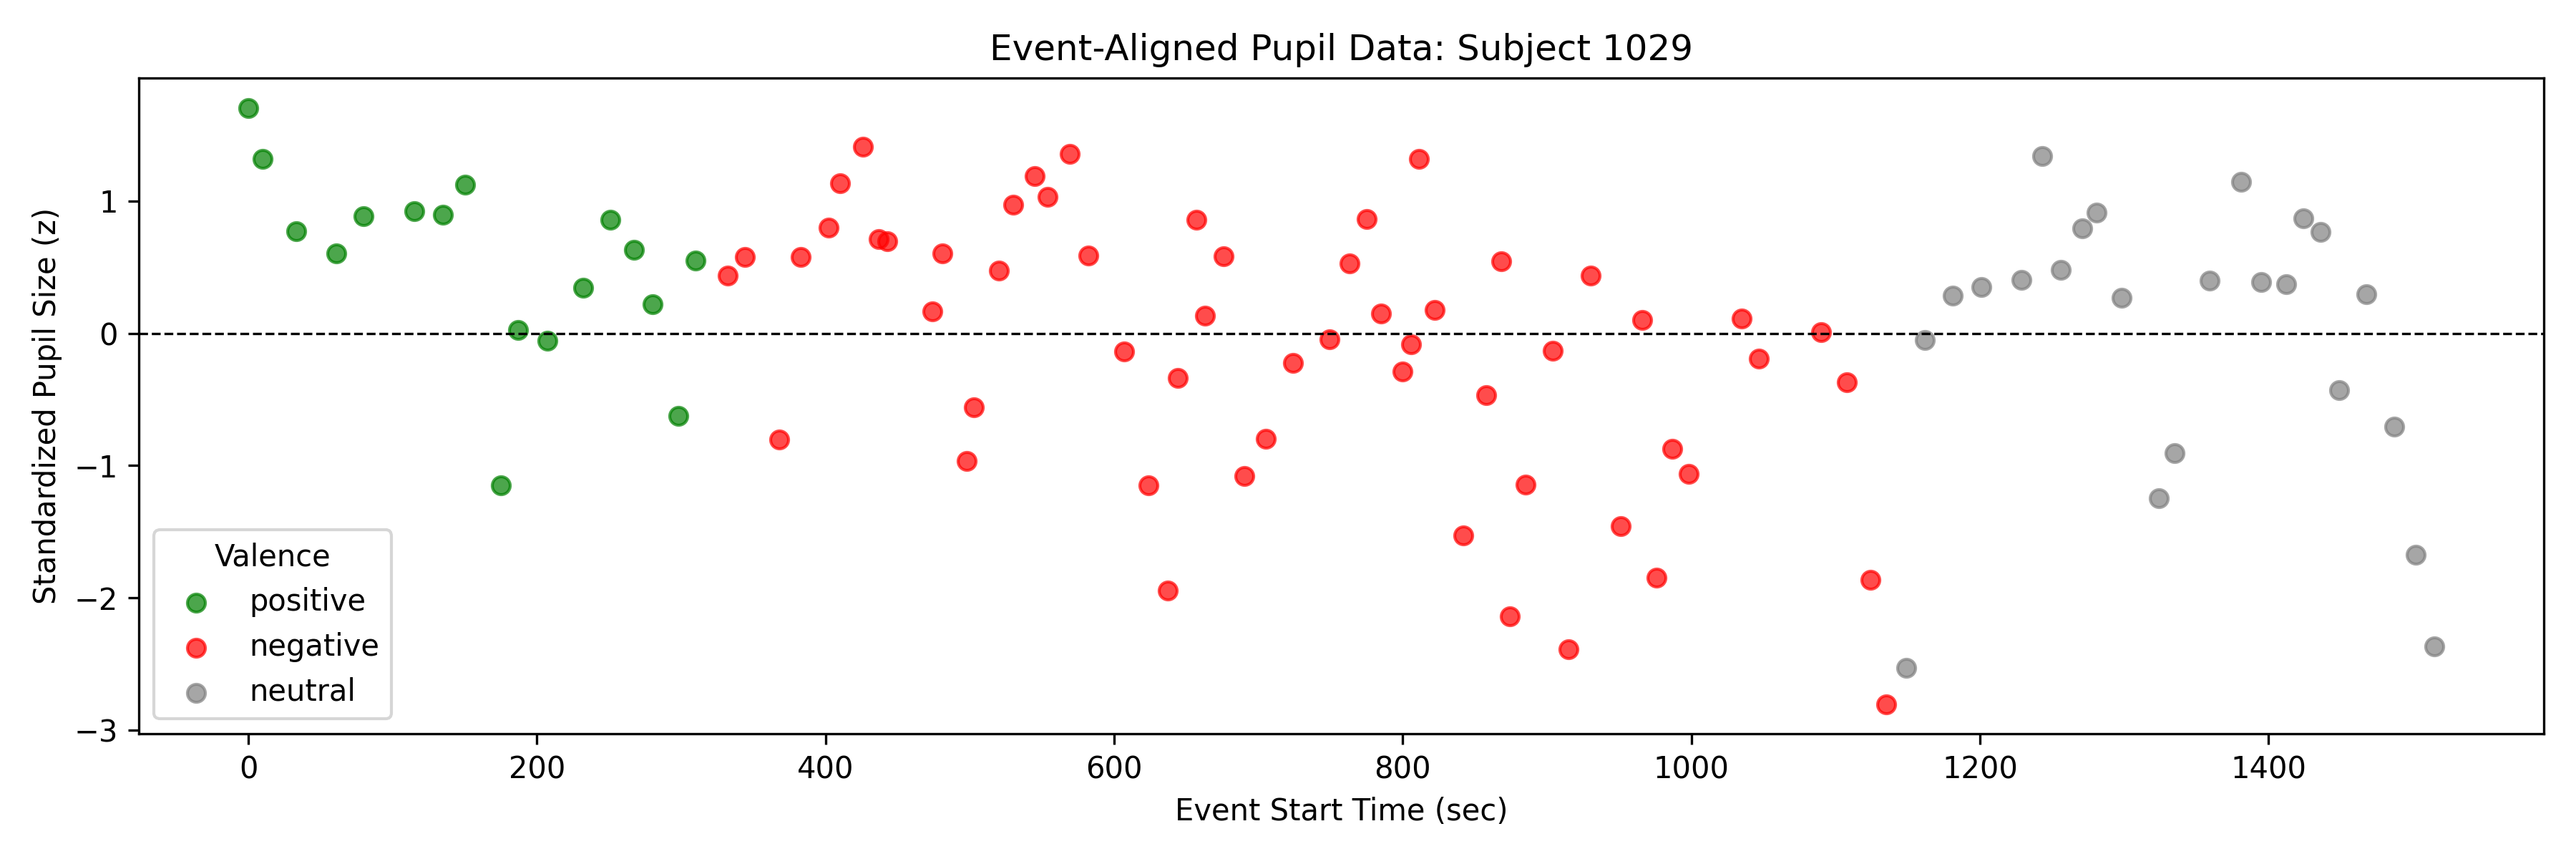 Event-Aligned Pupil Data: Subject 1029
Standardized Pupil Size (z)
1
0
−1
−2
−3
Valence
positive
negative
neutral
0 200 400 600 800 1000 1200 1400
Event Start Time (sec)